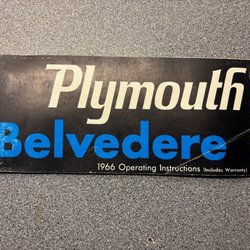 Plymouth
Belvedere
1966 Operating Instructions (Includes Warranty)